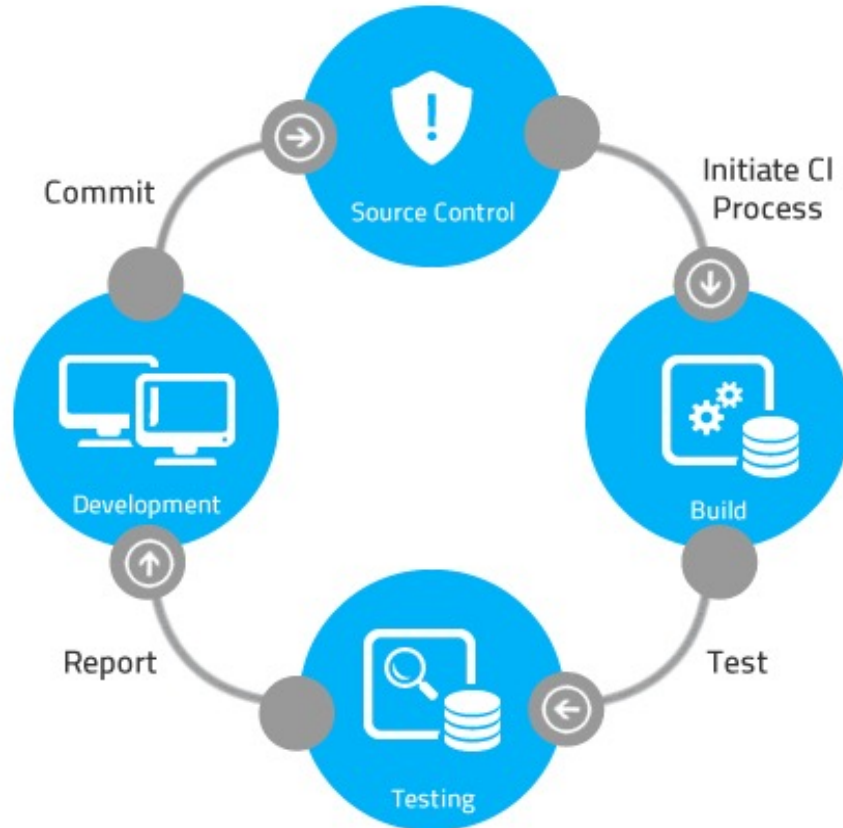 Source Control
Commit
Initiate CI
Process
Development
Build
Report
Test
Testing